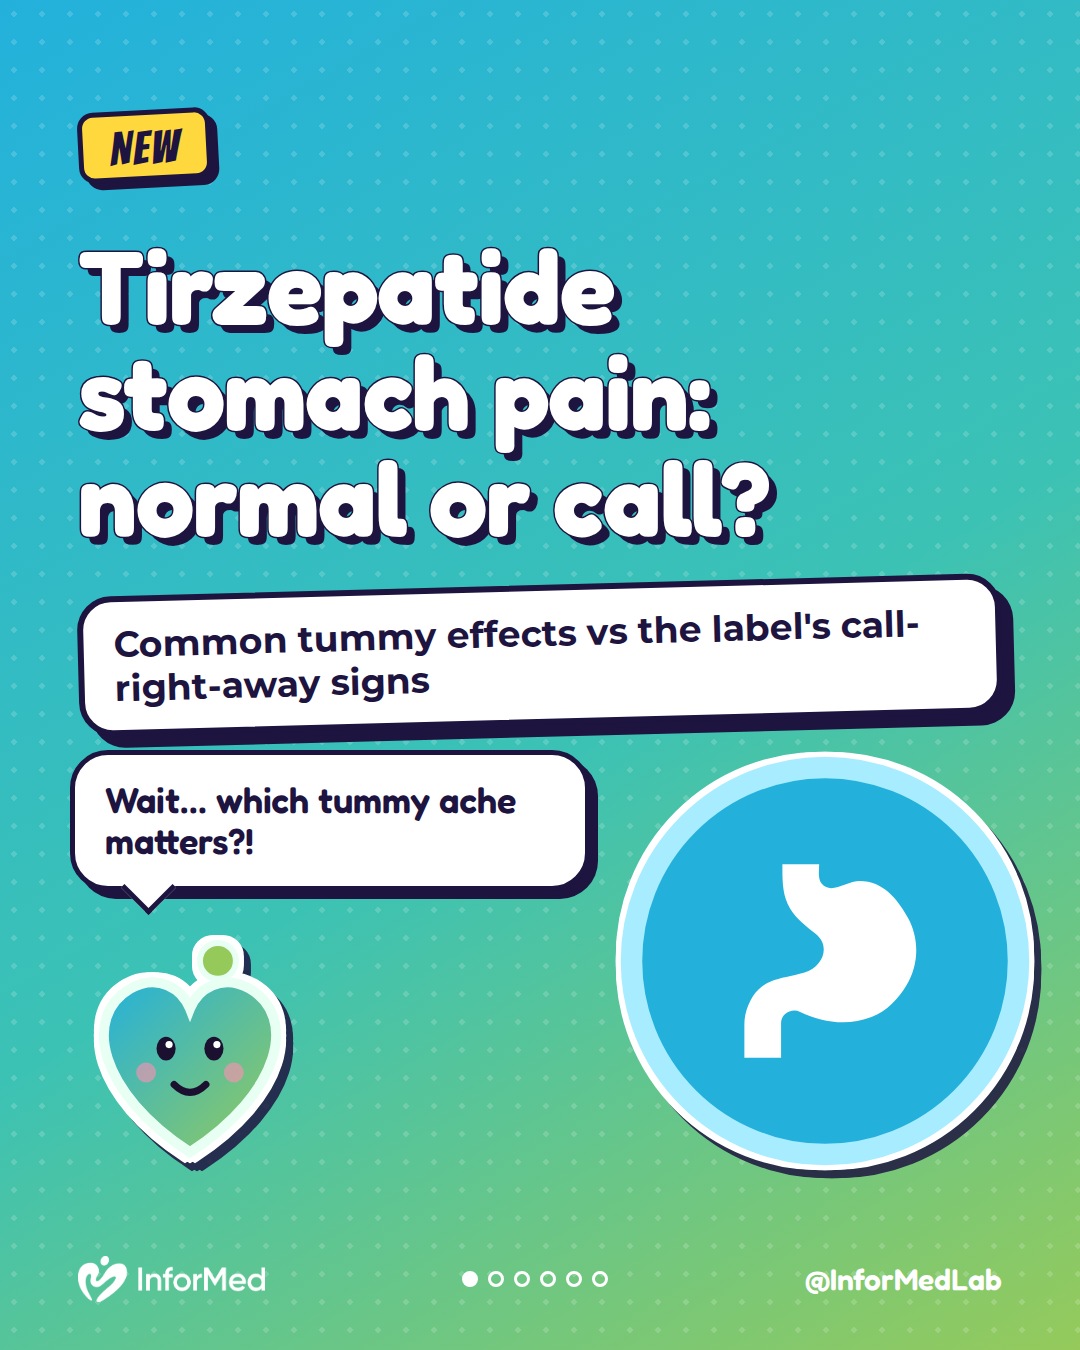 NEW
Tirzepatide
stomach pain:
normal or call?
Common tummy effects vs the label's call-
right-away signs
Wait... which tummy ache
matters?!
InforMed
@InforMedLab